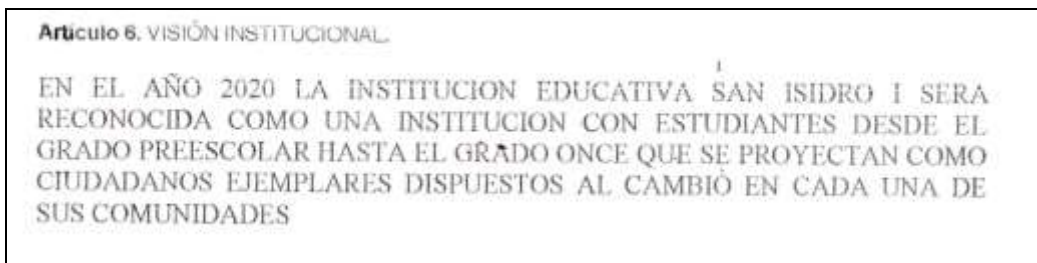 Artículo 6. VISIÓN INSTITUCIONAL.
EN EL AÑO 2020 LA INSTITUCION EDUCATIVA SAN ISIDRO I SERA
RECONOCIDA COMO UNA INSTITUCION CON ESTUDIANTES DESDE EL
GRADO PREESCOLAR HASTA EL GRADO ONCE QUE SE PROYECTAN COMO
CIUDADANOS EJEMPLARES DISPUESTOS AL CAMBIO EN CADA UNA DE
SUS COMUNIDADES